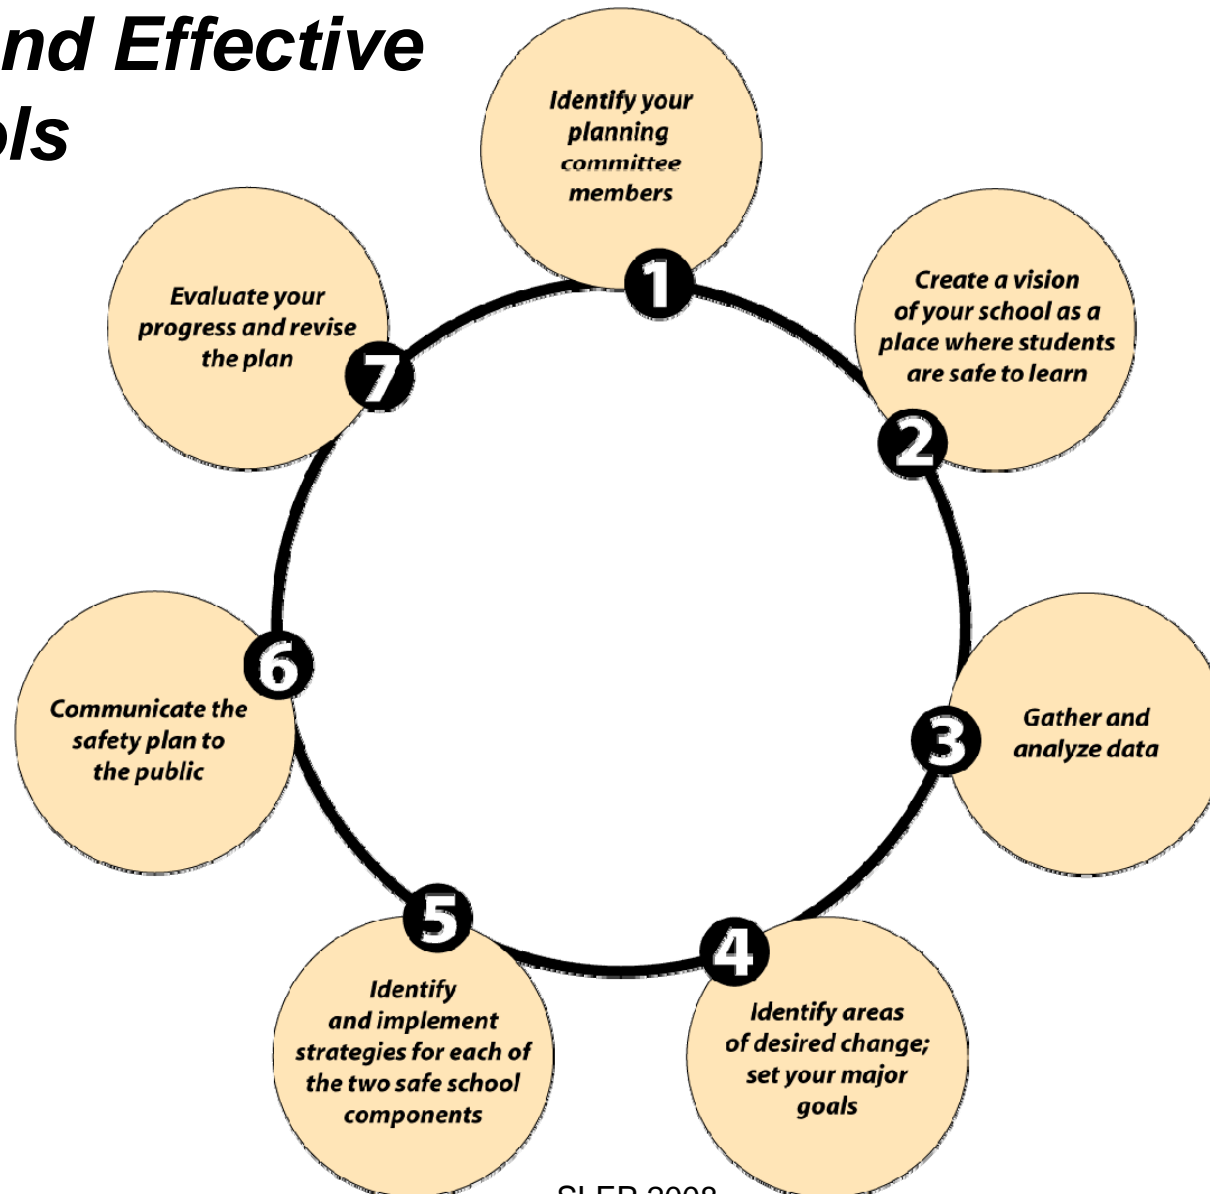 nd Effective
ols
1
Identify your
planning
committee
members
2
Create a vision
of your school as a
place where students
are safe to learn
3
Gather and
analyze data
4
Identify areas
of desired change;
set your major
goals
5
Identify
and implement
strategies for each of
the two safe school
components
6
Communicate the
safety plan to
the public
7
Evaluate your
progress and revise
the plan
2008